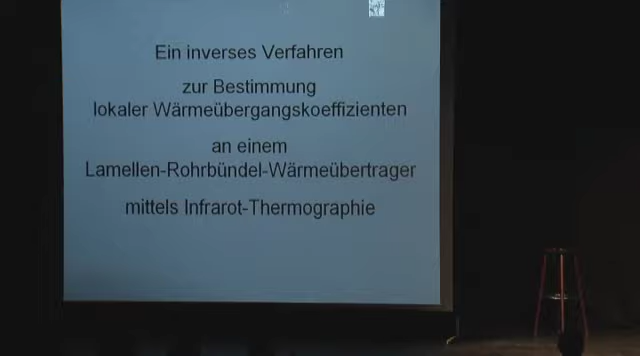 Ein inverses Verfahren
zur Bestimmung
lokaler Wärmeübergangskoeffizienten
an einem
Lamellen-Rohrbündel-Wärmeübertrager
mittels Infrarot-Thermographie